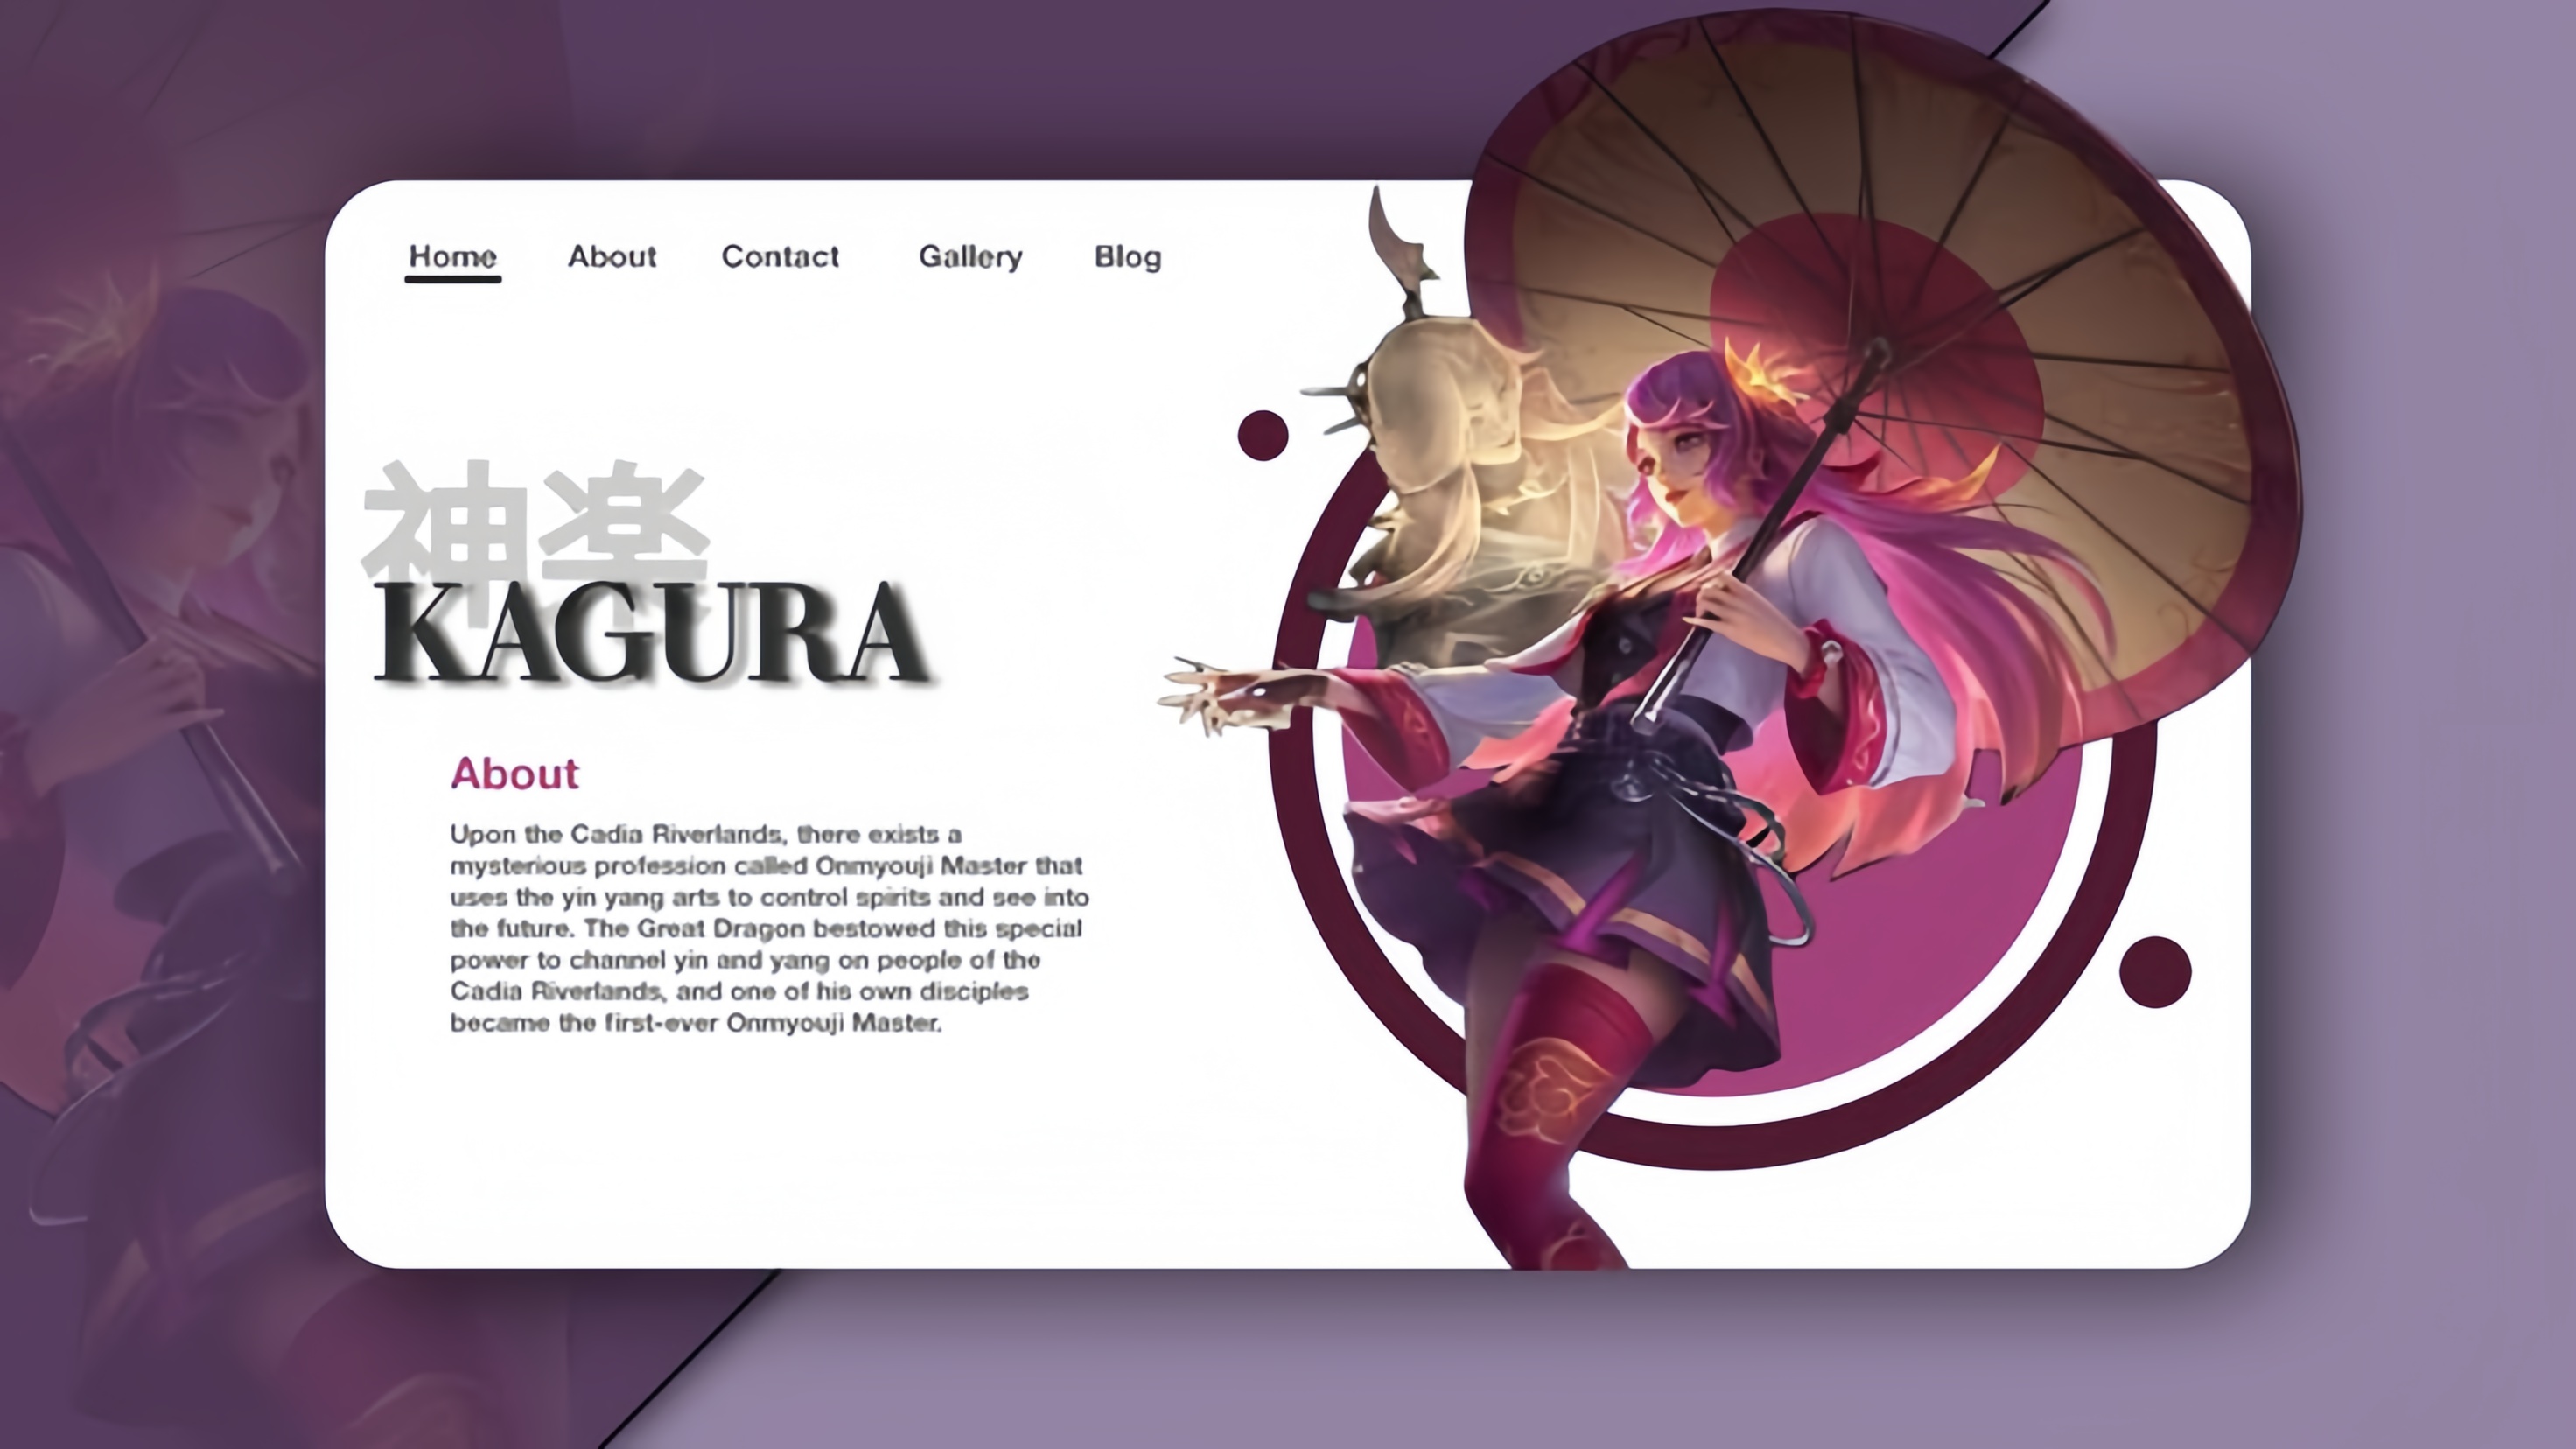 Home About Contact Gallery Blog
神楽
KAGURA
About
Upon the Cadia Riverlands, there exists a
mysterious profession called Onmyouji Master that
uses the yin yang arts to control spirits and see into
the future. The Great Dragon bestowed this special
power to channel yin and yang on people of the
Cadia Riverlands, and one of his own disciples
became the first-ever Onmyouji Master.